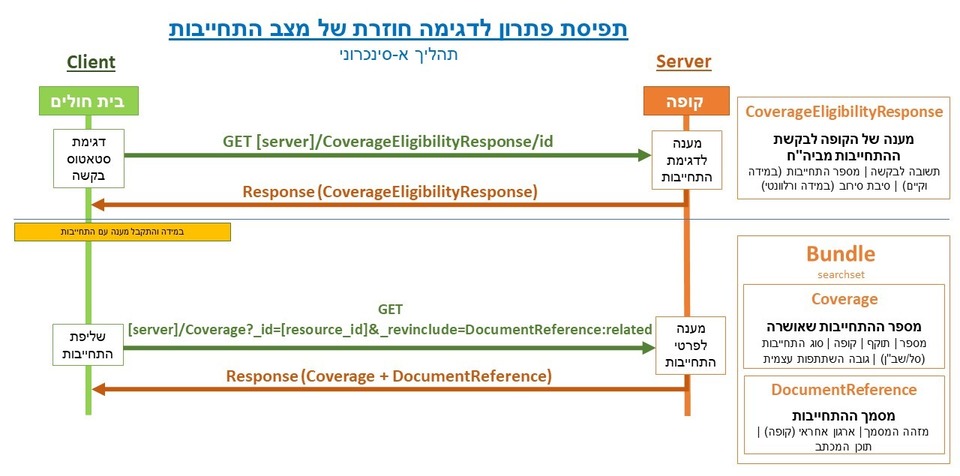 תפיסת פתרון לדגימה חוזרת של מצב התחייבות
תהליך א-סינכרוני
Client
Server
בית חולים
קופה
דגימת
סטאטוס
בקשה
GET [server]/CoverageEligibilityResponse/id
מענה
לדגימת
התחייבות
Response (CoverageEligibilityResponse)
CoverageEligibilityResponse
מענה של הקופה לבקשת
ההתחייבות מביה"ח
תשובה לבקשה | מספר התחייבות (במידה
וקיים) | סיבת סירוב (במידה ורלוונטי)
במידה והתקבל מענה עם התחייבות
שליפת
התחייבות
GET
[server]/Coverage?_id=[resource_id]&_revinclude=DocumentReference:related
מענה
לפרטי
התחייבות
Response (Coverage + DocumentReference)
Bundle
searchset
Coverage
מספר ההתחייבות שאושרה
מספר | תוקף | קופה | סוג התחייבות
(סל/שב"ן) | גובה השתתפות עצמית
DocumentReference
מסמך ההתחייבות
מזהה המסמך | ארגון אחראי (קופה) |
תוכן המכתב